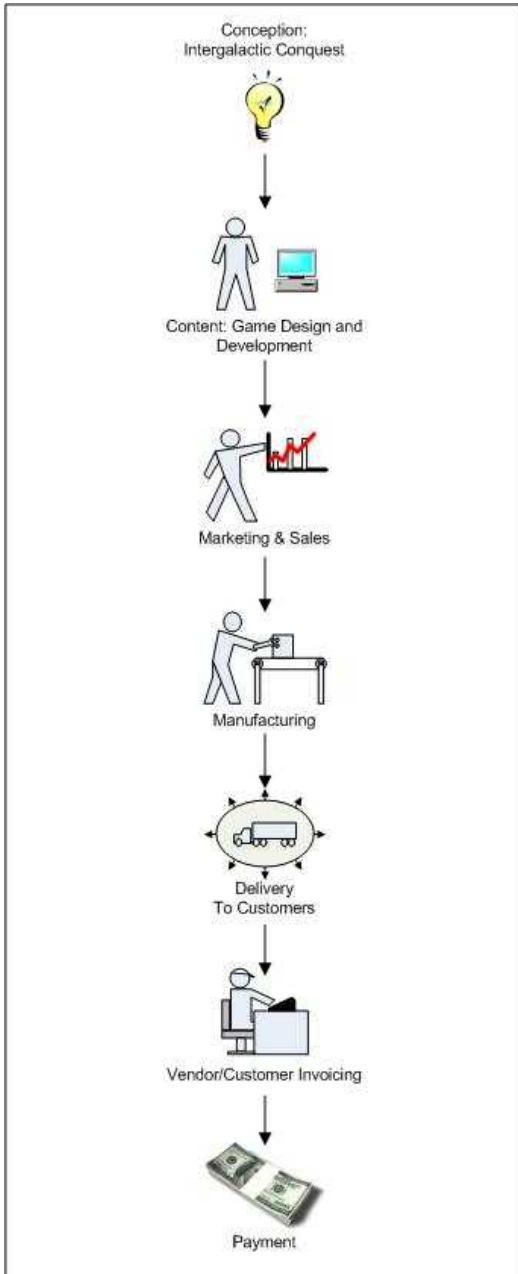 Conception:
Intergalactic Conquest
Content: Game Design and
Development
Marketing & Sales
Manufacturing
Delivery
To Customers
Vendor/Customer Invoicing
Payment